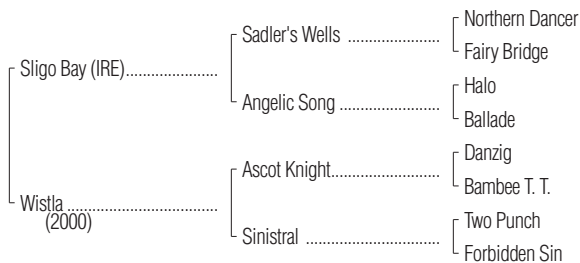 Northern Dancer
Sadler's Wells
Fairy Bridge
Sligo Bay (IRE)
Halo
Angelic Song
Ballade
Danzig
Ascot Knight
Bambee T. T.
Wistla
(2000)
Two Punch
Sinistral
Forbidden Sin